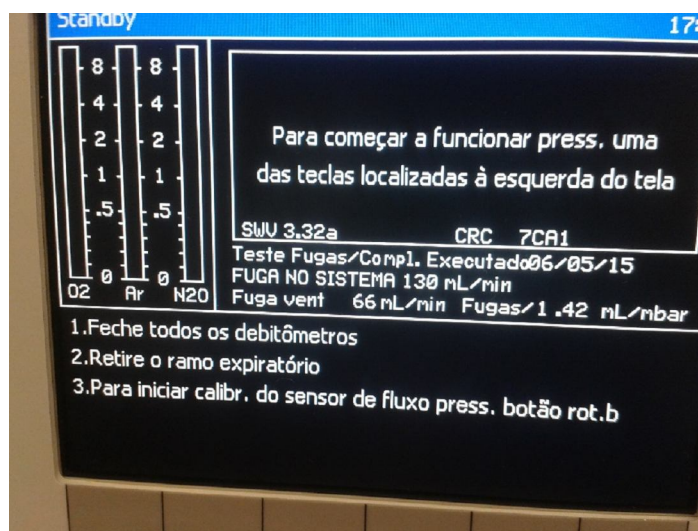 Standby 17:
8 8
4 4
2 2
1 1
.5 .5
0 0
O2 Ar N2O
Para começar a funcionar press. uma
das teclas localizadas à esquerda do tela
SWV 3.32a CRC 7CA1
Teste Fugas/Compl. Executado06/05/15
FUGA NO SISTEMA 130 mL/min
Fuga vent 66 mL/min Fugas/1.42 mL/mbar
1.Feche todos os debitômetros
2.Retire o ramo expiratório
3.Para iniciar calibr. do sensor de fluxo press. botão rot.b